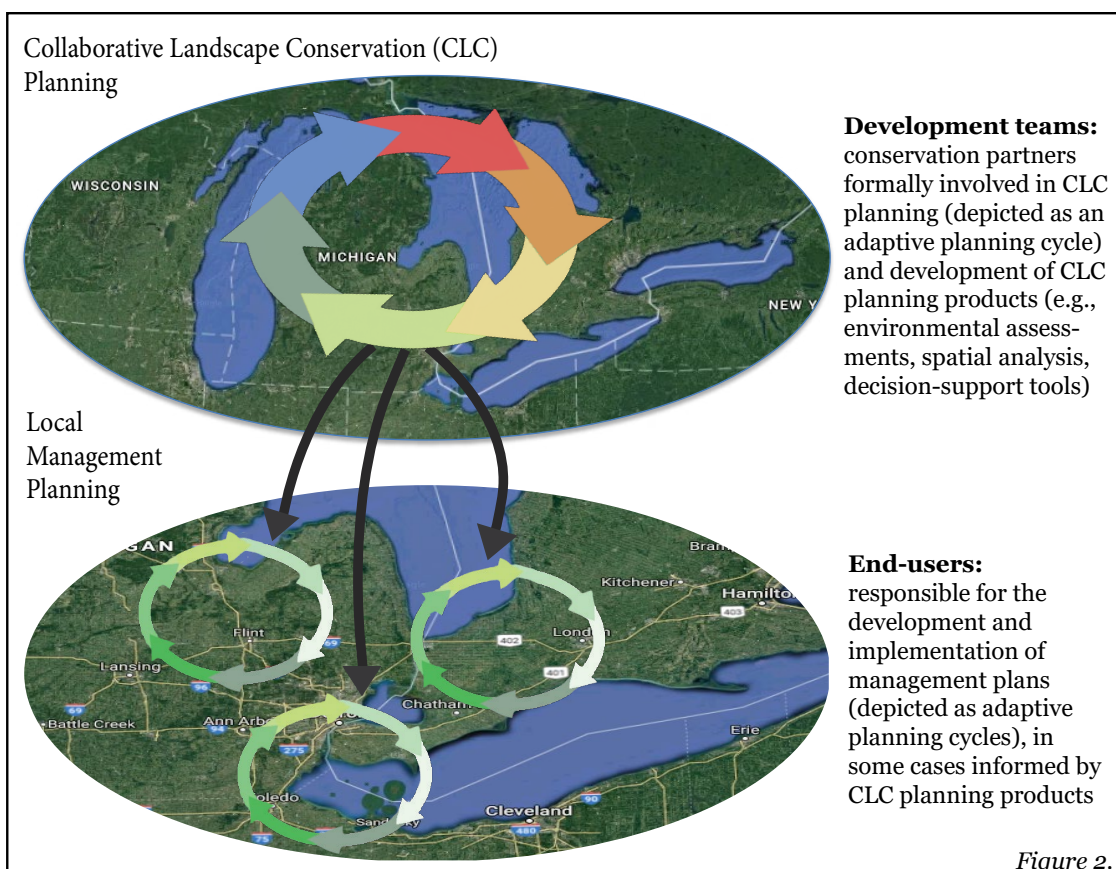 Collaborative Landscape Conservation (CLC)
Planning
WISCONSIN
MICHIGAN
NEW Y
Development teams:
conservation partners
formally involved in CLC
planning (depicted as an
adaptive planning cycle)
and development of CLC
planning products (e.g.,
environmental assess-
ments, spatial analysis,
decision-support tools)
Local
Management
Planning
GAN
Bran
Kitchener
Hamilton
403
Flint
69
402
London
Lansing
96
401
69
Chatham
Battle Creek
Ann Arbo
94
275
Erie
oledo
Sandusky
Cleveland
90
75
480
End-users:
responsible for the
development and
implementation of
management plans
(depicted as adaptive
planning cycles), in
some cases informed by
CLC planning products
Figure 2.